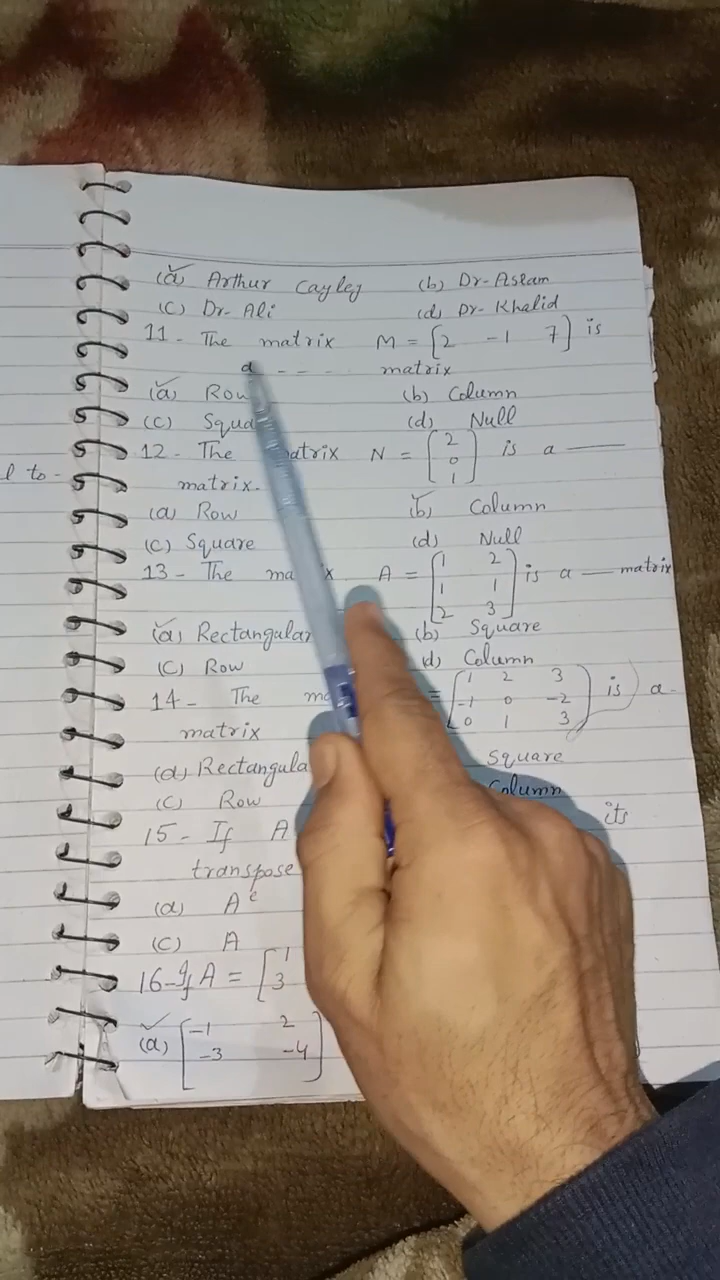 l to -
(a) Arthur Cayley (b) Dr-Aslam
(c) Dr- Ali (d) Dr-Khalid
11- The matrix M = [2 -1 7] is
a - - - - matrix
(a) Row (b) Column
(c) Squa (d) Null
12- The matrix N = [2 0 1] is a ——
matrix.
(a) Row (b) Column
(c) Square (d) Null
13- The ma x A = [1 2 1 1 2 3] is a —— matrix
(a) Rectangular (b) Square
(c) Row (d) Column
14- The ma = [1 2 3 -1 0 -2 0 1 3] is a -
matrix
(a) Rectangula Square
(c) Row Column
15- If A its
transpose
(a) A^t
(c) A
16- If A = [1 3
(a) [-1 2 -3 -4]